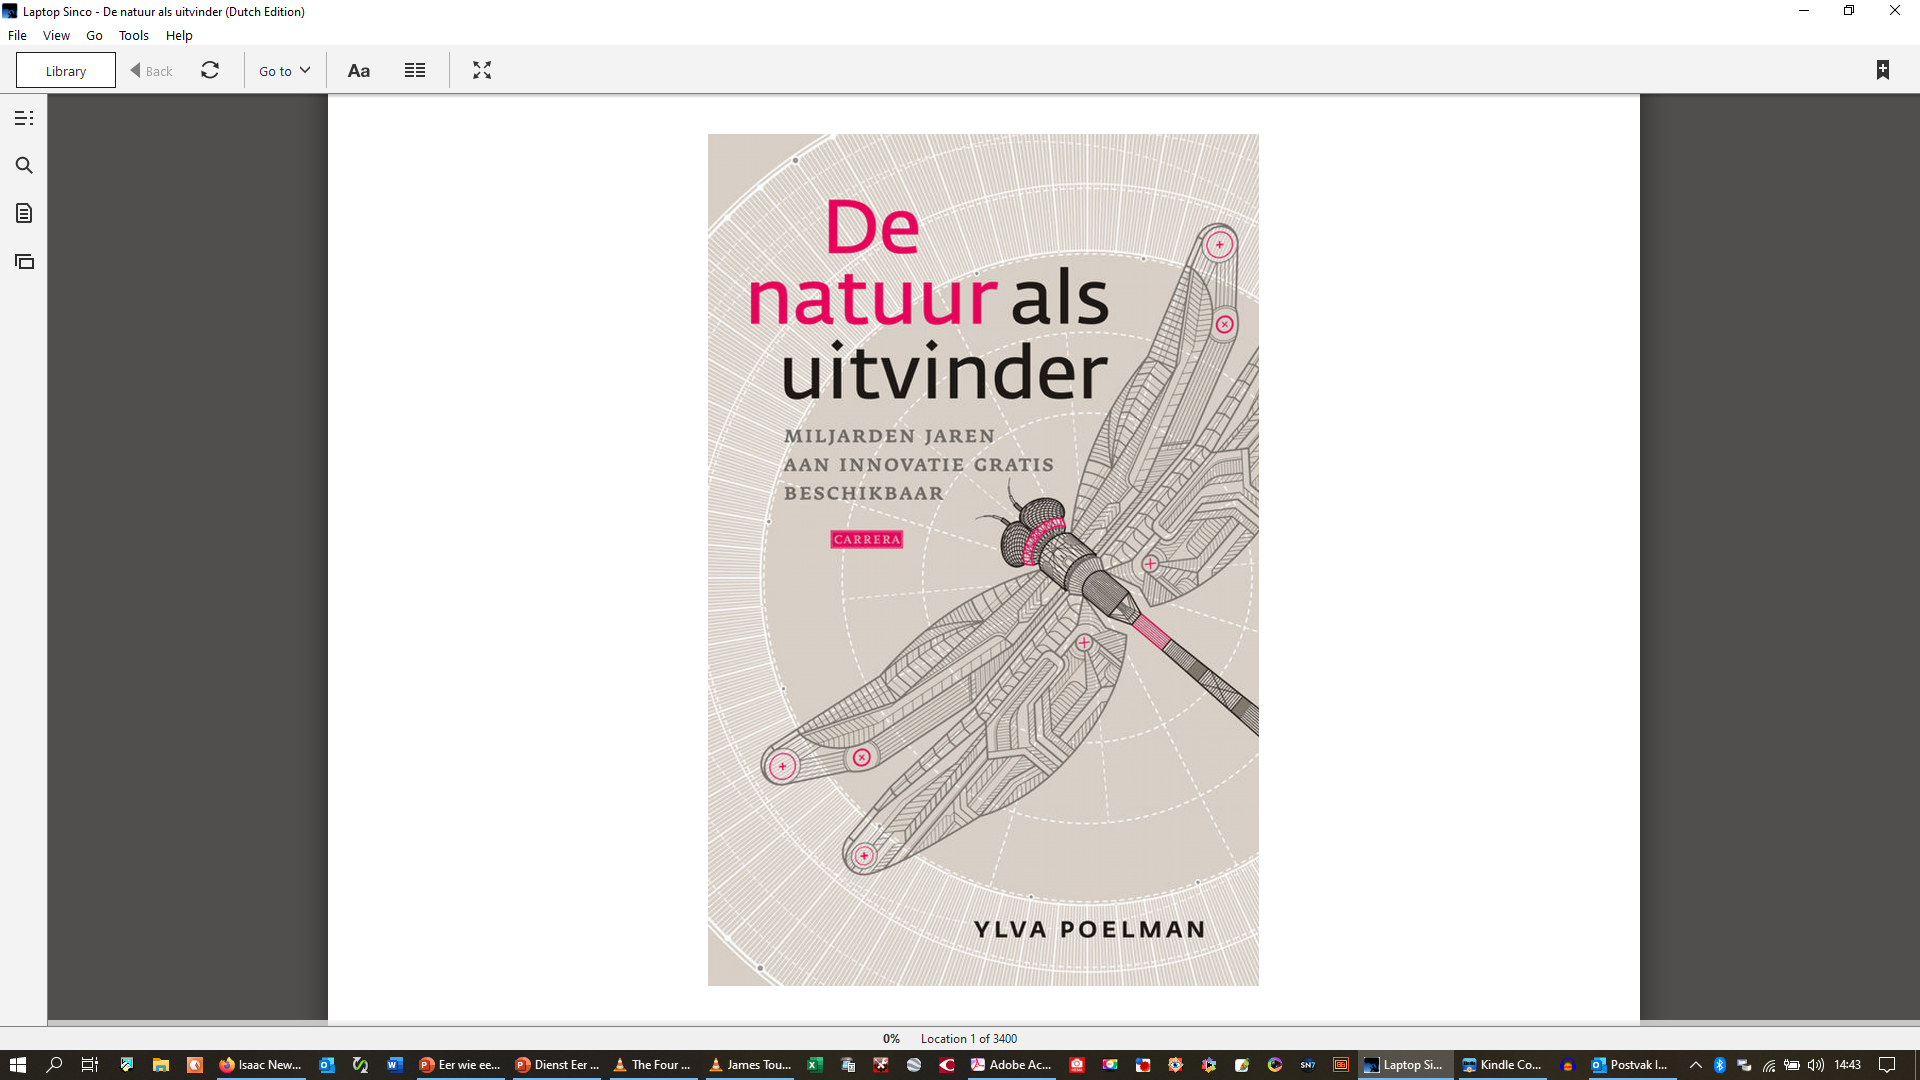 Laptop Sinco - De natuur als uitvinder (Dutch Edition)
File View Go Tools Help
Library Back Go to Aa
De
natuur als
uitvinder
MILJARDEN JAREN
AAN INNOVATIE GRATIS
BESCHIKBAAR
CARRERA
YLVA POELMAN
0% Location 1 of 3400
Isaac New... Eer wie ee... Dienst Eer ... The Four ... James Tou... Adobe Ac... SN7 Laptop Si... Kindle Co... Postvak I... 14:43